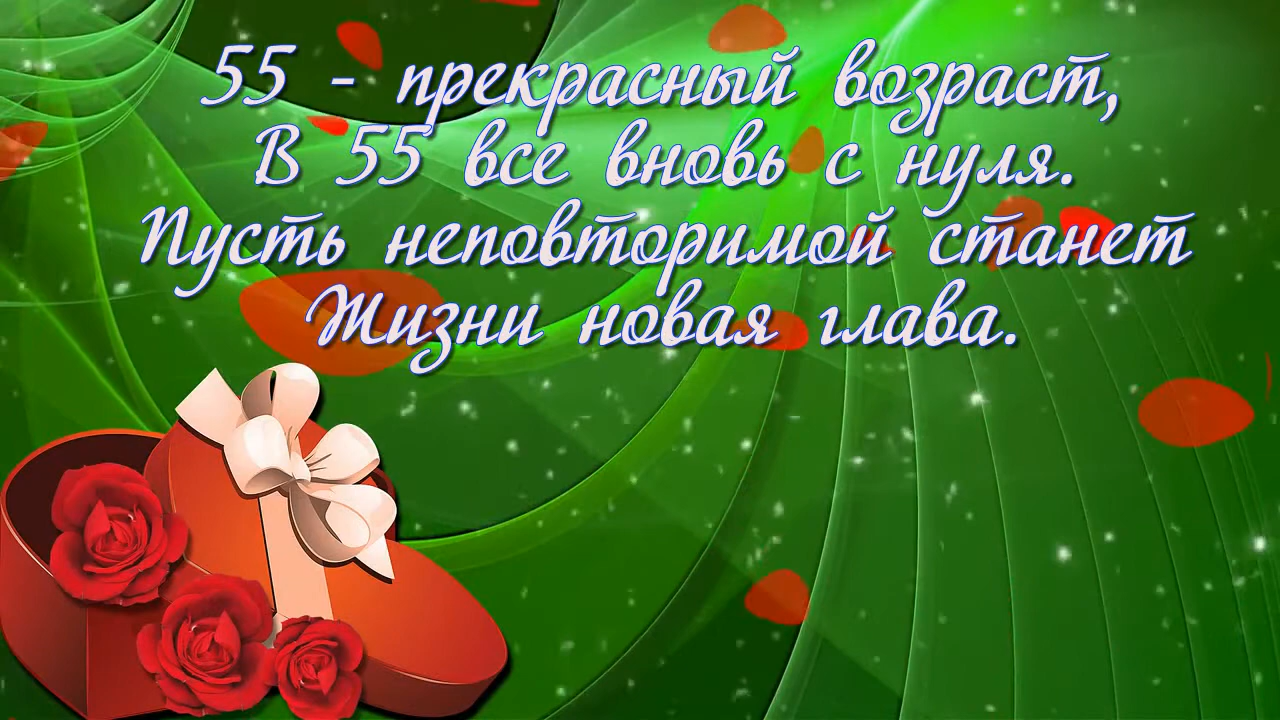 55 - прекрасный возраст,
В 55 все вновь с нуля.
Пусть неповторимой станет
Жизни новая глава.